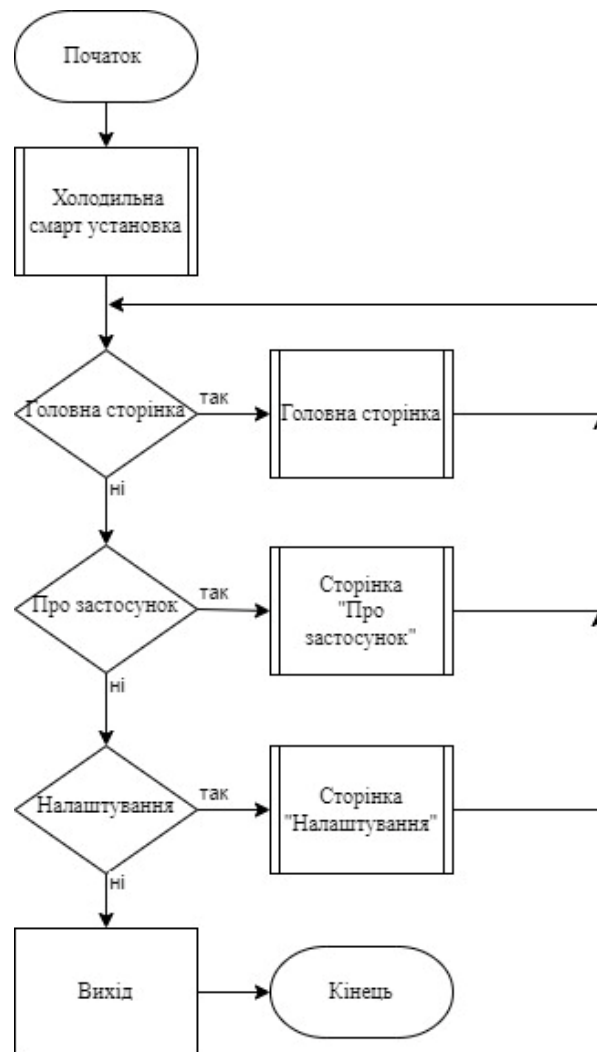 Початок
Холодильна
смарт установка
Головна сторінка
так
Головна сторінка
ні
Про застосунок
так
Сторінка
"Про
застосунок"
ні
Налаштування
так
Сторінка
"Налаштування"
ні
Вихід
Кінець